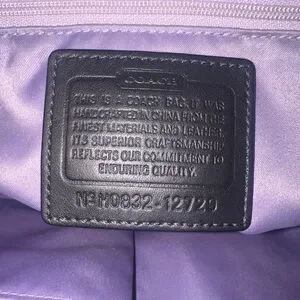 COACH
THIS IS A COACH BAG. IT WAS
HANDCRAFTED IN CHINA FROM THE
FINEST MATERIALS AND LEATHER.
ITS SUPERIOR CRAFTSMANSHIP
REFLECTS OUR COMMITMENT TO
ENDURING QUALITY.
Nº M0832-12729